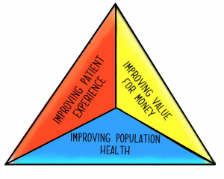 IMPROVING PATIENT
EXPERIENCE
IMPROVING VALUE
FOR MONEY
IMPROVING POPULATION
HEALTH